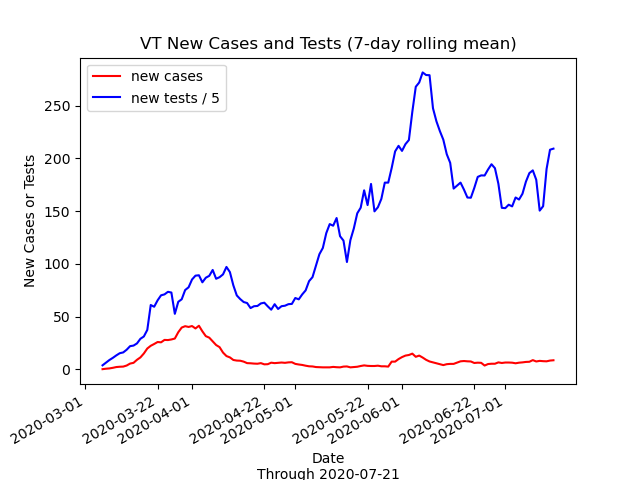 VT New Cases and Tests (7-day rolling mean)
new cases
new tests / 5
New Cases or Tests
250
200
150
100
50
0
2020-03-01
2020-03-22
2020-04-01
2020-04-22
2020-05-01
2020-05-22
2020-06-01
2020-06-22
2020-07-01
Date
Through 2020-07-21